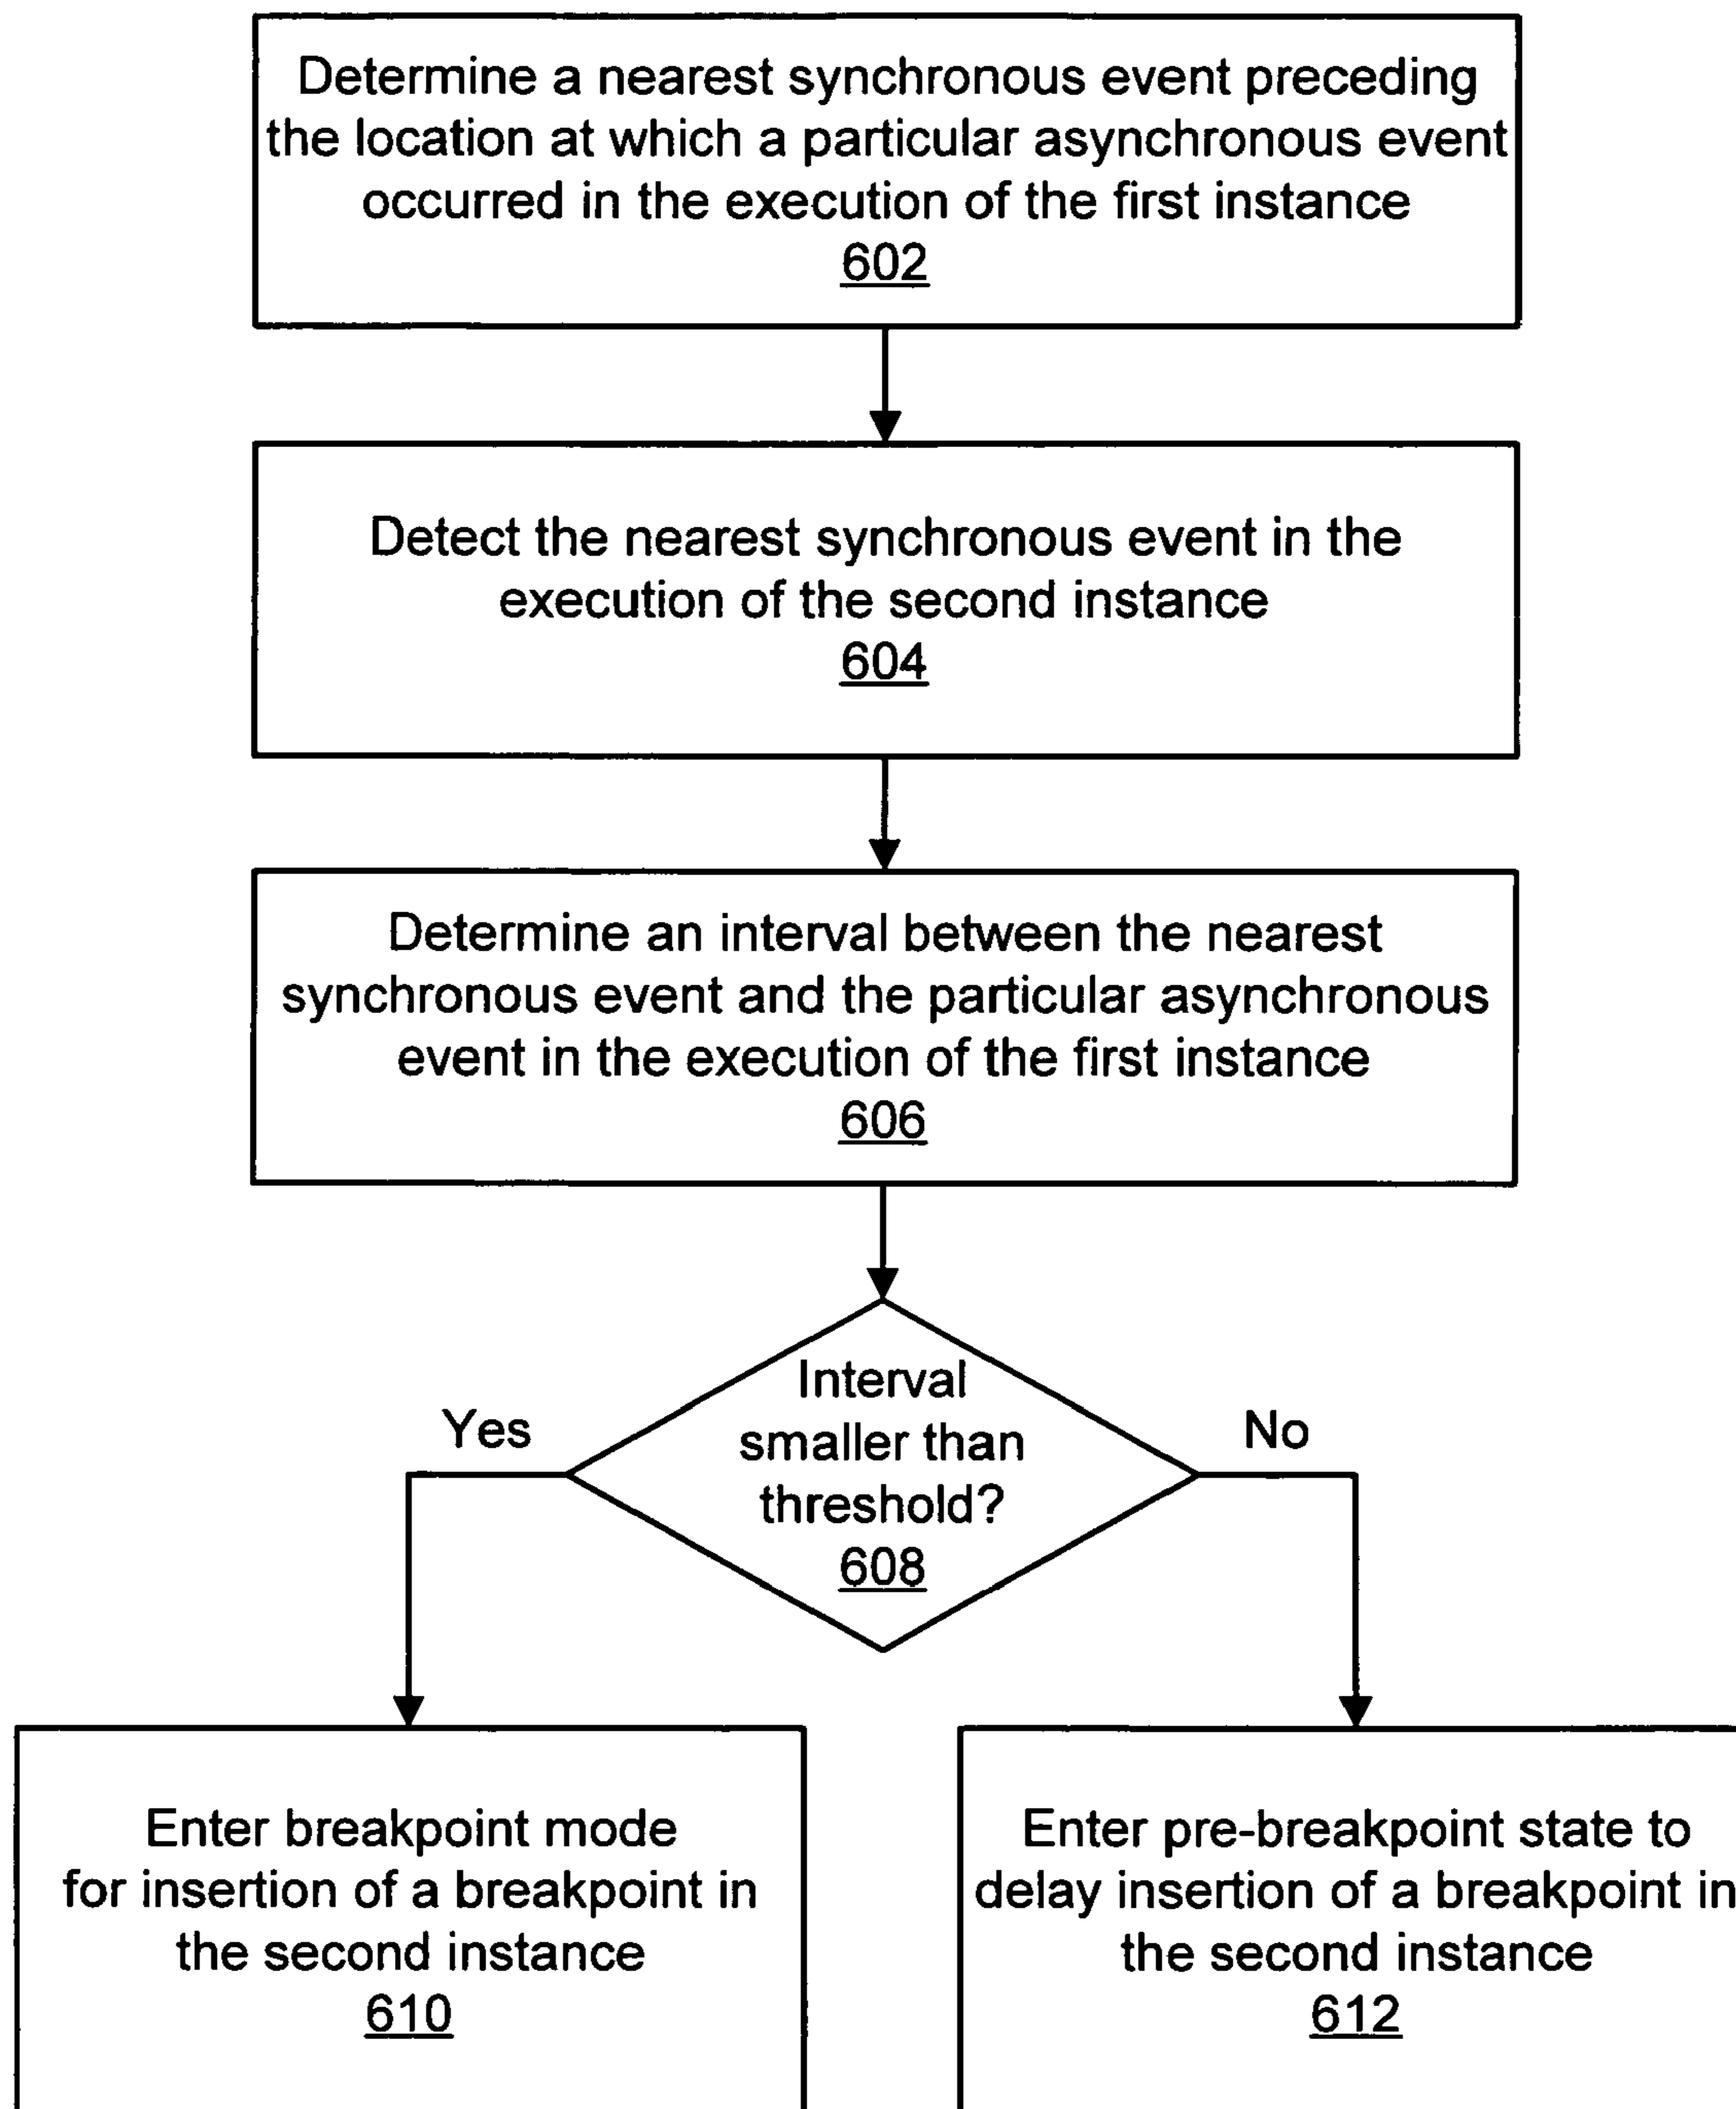 Determine a nearest synchronous event preceding
the location at which a particular asynchronous event
occurred in the execution of the first instance
602
Detect the nearest synchronous event in the
execution of the second instance
604
Determine an interval between the nearest
synchronous event and the particular asynchronous
event in the execution of the first instance
606
Interval
smaller than
threshold?
608
Yes
No
Enter breakpoint mode
for insertion of a breakpoint in
the second instance
610
Enter pre-breakpoint state to
delay insertion of a breakpoint in
the second instance
612